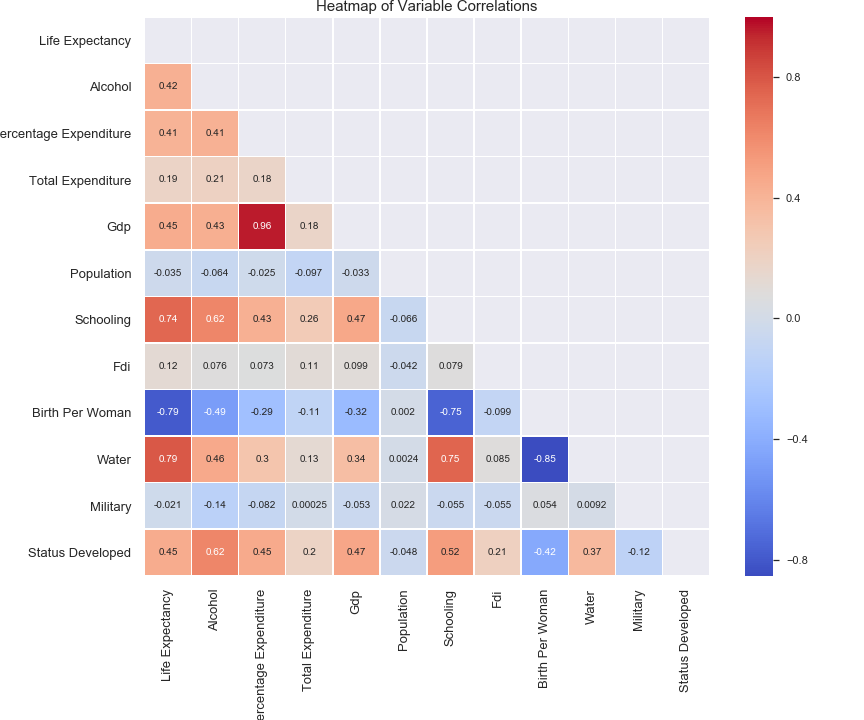 Heatmap of Variable Correlations
Life Expectancy
Alcohol 0.42
ercentage Expenditure 0.41 0.41
Total Expenditure 0.19 0.21 0.18
Gdp 0.45 0.43 0.96 0.18
Population -0.035 -0.064 -0.025 -0.097 -0.033
Schooling 0.74 0.62 0.43 0.26 0.47 -0.066
Fdi 0.12 0.076 0.073 0.11 0.099 -0.042 0.079
Birth Per Woman -0.79 -0.49 -0.29 -0.11 -0.32 0.002 -0.75 -0.099
Water 0.79 0.46 0.3 0.13 0.34 0.0024 0.75 0.085 -0.85
Military -0.021 -0.14 -0.082 0.00025 -0.053 0.022 -0.055 -0.055 0.054 0.0092
Status Developed 0.45 0.62 0.45 0.2 0.47 -0.048 0.52 0.21 -0.42 0.37 -0.12
Life Expectancy
Alcohol
ercentage Expenditure
Total Expenditure
Gdp
Population
Schooling
Fdi
Birth Per Woman
Water
Military
Status Developed
0.8
0.4
0.0
−0.4
−0.8